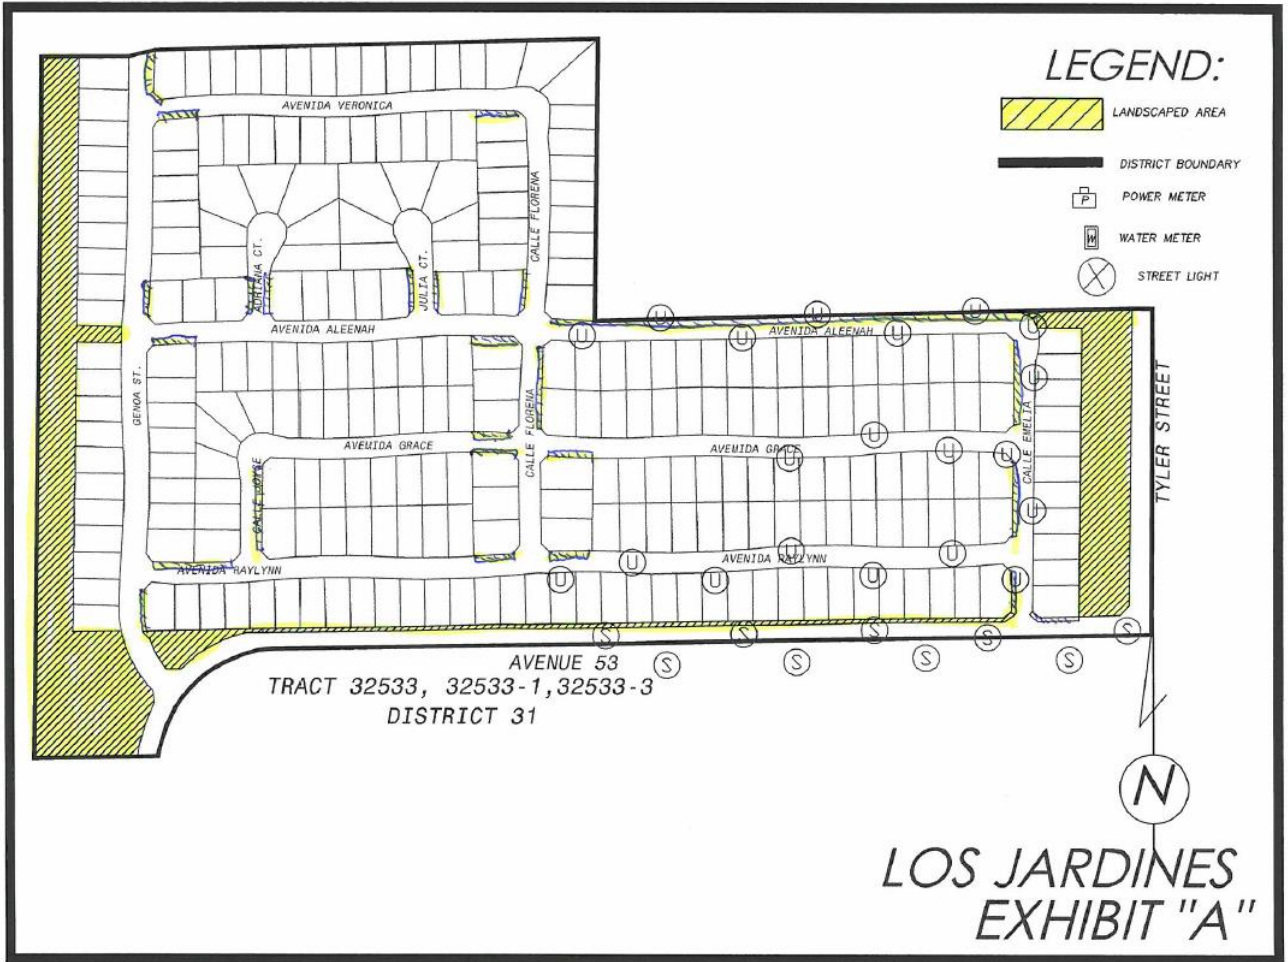 LEGEND:
LANDSCAPED AREA
DISTRICT BOUNDARY
P
POWER METER
W
WATER METER
STREET LIGHT
AVENIDA VERONICA
CALLE FLORENA
ADRIANA CT.
JULIA CT.
AVENIDA ALEENAH
AVENIDA ALEENAH
U
U
U
U
U
U
U
U
GENOA ST.
CALLE FLORENA
CALLE EMELIA
TYLER STREET
AVENIDA GRACE
AVENIDA GRACE
U
U
U
U
U
CALLE JOYSE
AVENIDA RAYLYNN
AVENIDA RAYLYNN
U
U
U
U
U
U
U
S
S
S
S
S
S
S
S
S
AVENUE 53
TRACT 32533, 32533-1,32533-3
DISTRICT 31
N
LOS JARDINES
EXHIBIT "A"